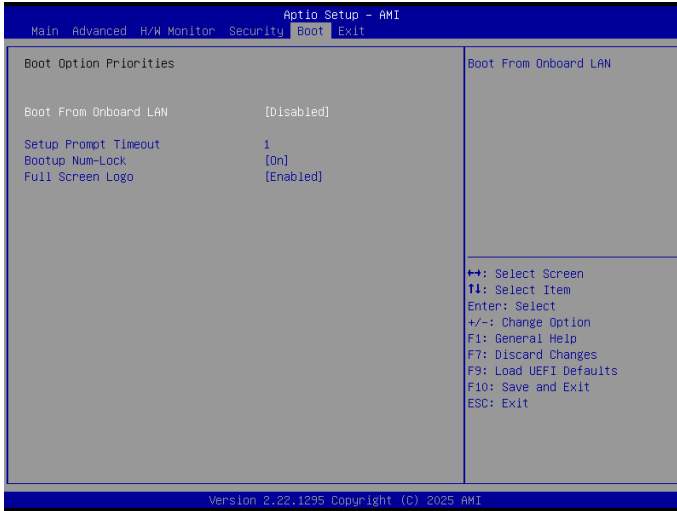 Aptio Setup – AMI
Main Advanced H/W Monitor Security Boot Exit
Boot Option Priorities
Boot From Onboard LAN [Disabled]
Setup Prompt Timeout 1
Bootup Num-Lock [On]
Full Screen Logo [Enabled]
Boot From Onboard LAN
↔: Select Screen
↑↓: Select Item
Enter: Select
+/-: Change Option
F1: General Help
F7: Discard Changes
F9: Load UEFI Defaults
F10: Save and Exit
ESC: Exit
Version 2.22.1295 Copyright (C) 2025 AMI